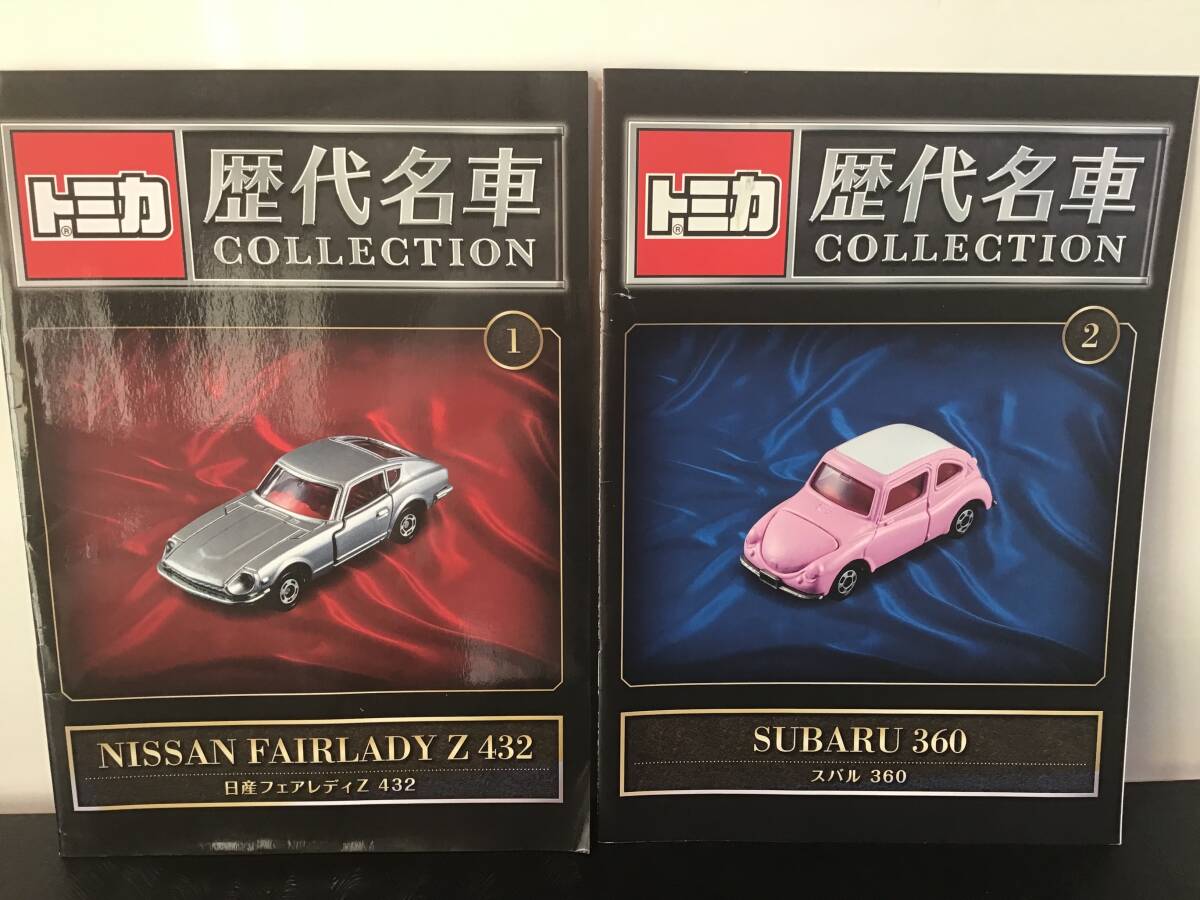 トミカ®
歴代名車
COLLECTION
1
NISSAN FAIRLADY Z 432
日産フェアレディZ 432
トミカ®
歴代名車
COLLECTION
2
SUBARU 360
スバル 360